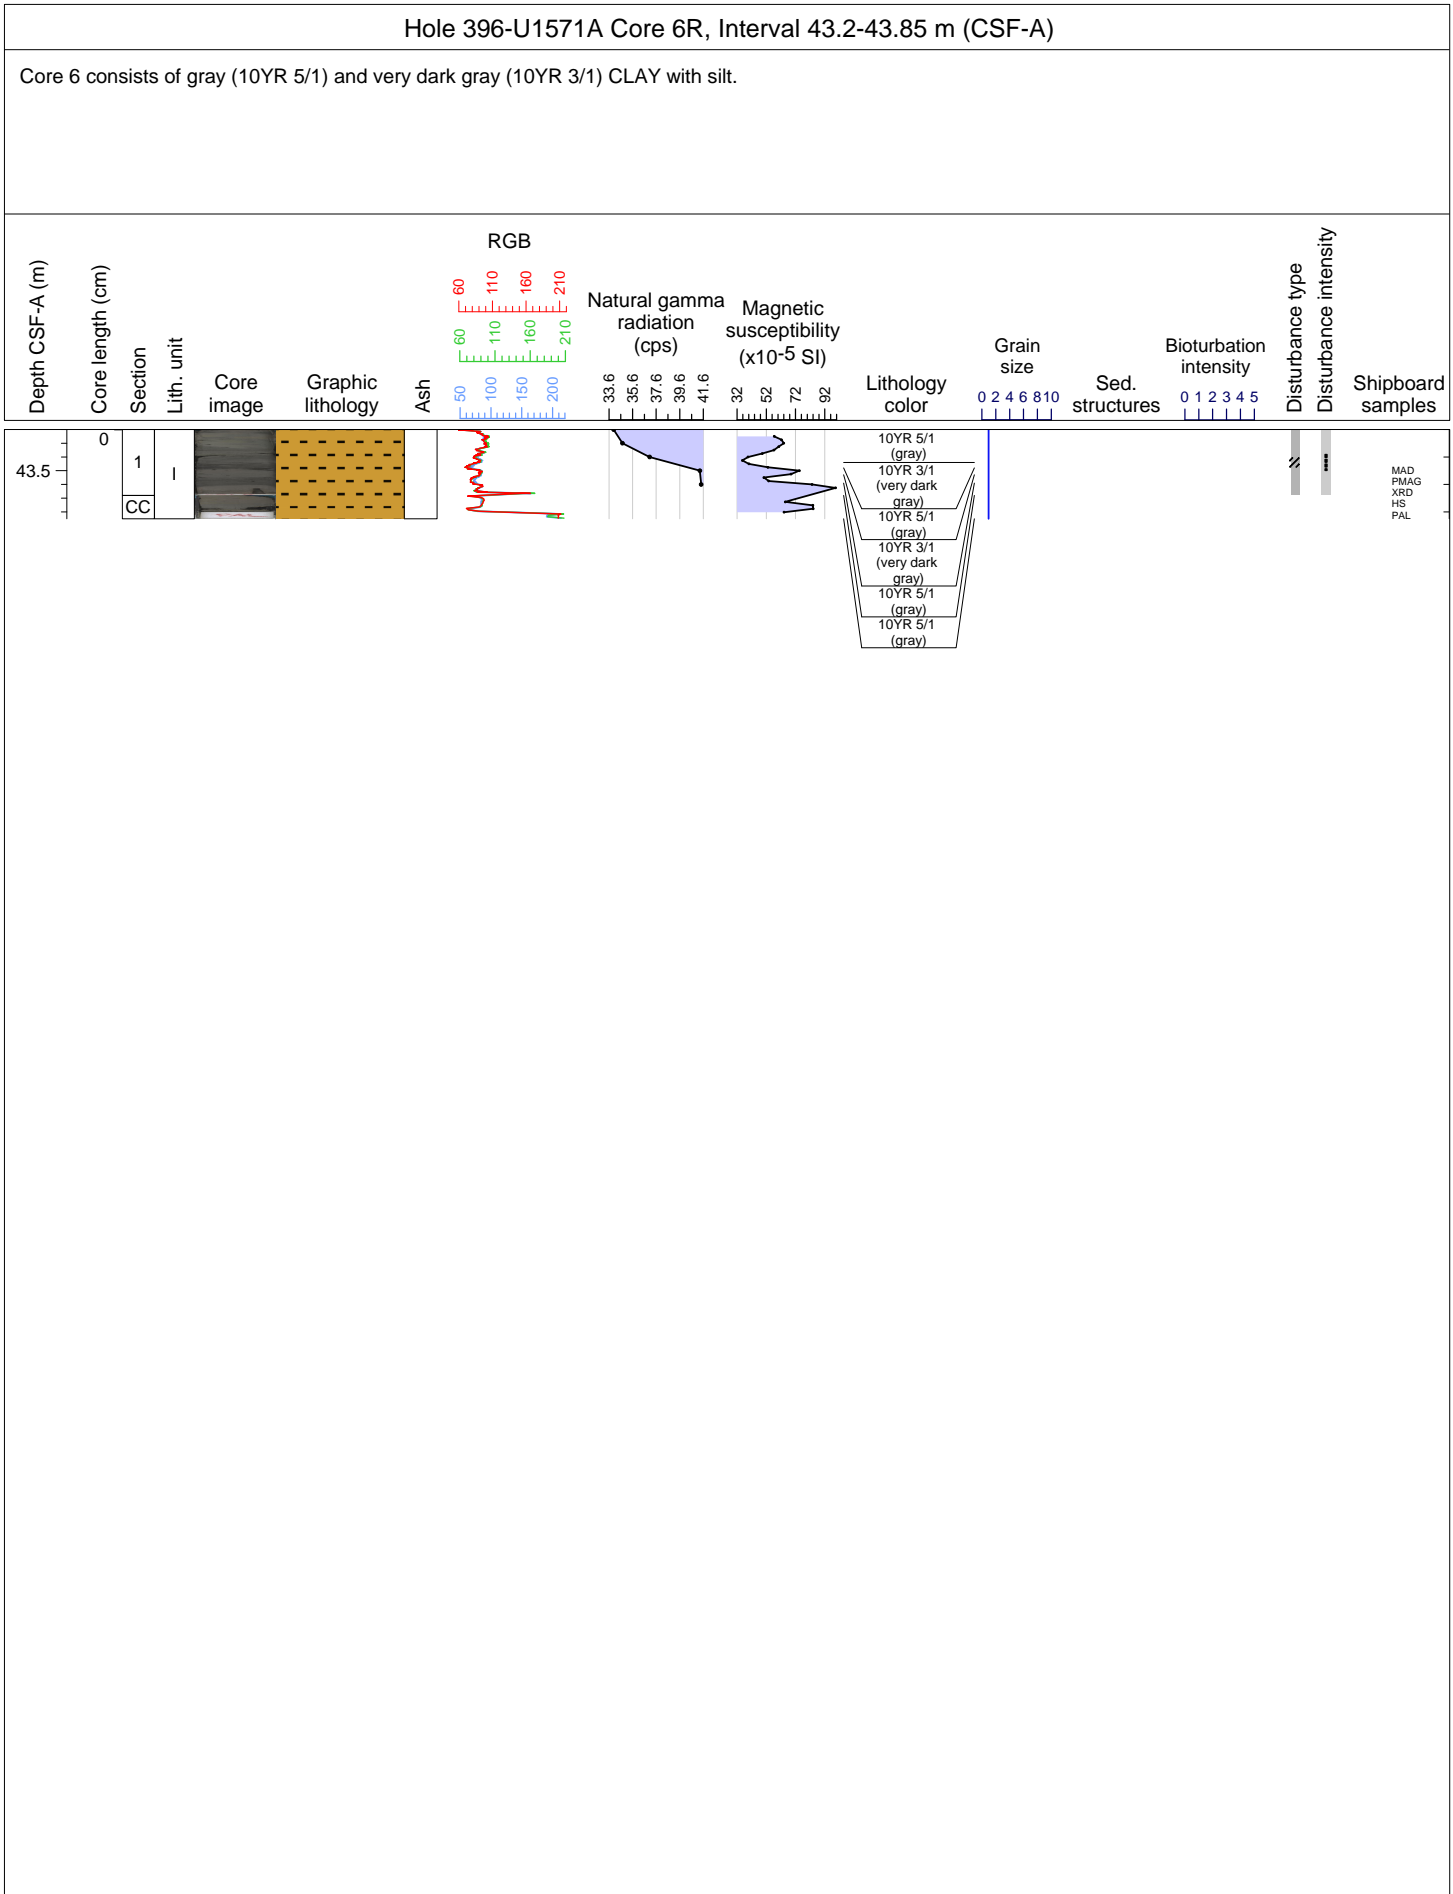 Hole 396-U1571A Core 6R, Interval 43.2-43.85 m (CSF-A)
Core 6 consists of gray (10YR 5/1) and very dark gray (10YR 3/1) CLAY with silt.
Depth CSF-A (m)
Core length (cm)
Section
Lith. unit
Core
image
Graphic
lithology
Ash
RGB
60 110 160 210
60 110 160 210
50 100 150 200
Natural gamma
radiation
(cps)
33.6 35.6 37.6 39.6 41.6
Magnetic
susceptibility
(x10-5 SI)
32 52 72 92
Lithology
color
Grain
size
0 2 4 6 8 10
Sed.
structures
Bioturbation
intensity
0 1 2 3 4 5
Disturbance type
Disturbance intensity
Shipboard
samples
43.5
0
1
CC
I
10YR 5/1
(gray)
10YR 3/1
(very dark
gray)
10YR 5/1
(gray)
10YR 3/1
(very dark
gray)
10YR 5/1
(gray)
10YR 5/1
(gray)
MAD
PMAG
XRD
HS
PAL